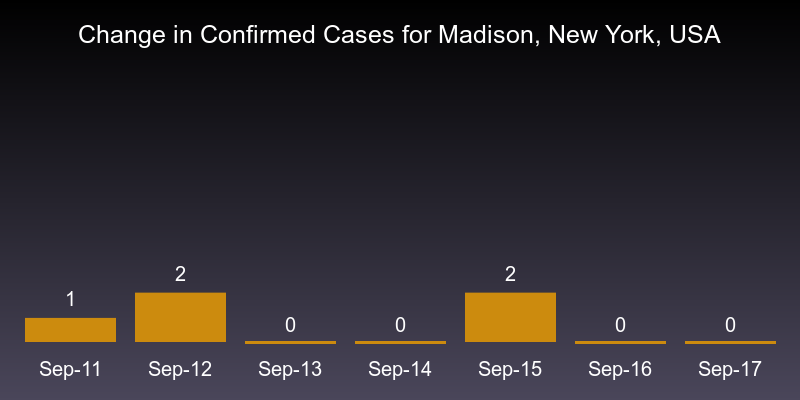 Change in Confirmed Cases for Madison, New York, USA
1
2
0
0
2
0
0
Sep-11
Sep-12
Sep-13
Sep-14
Sep-15
Sep-16
Sep-17